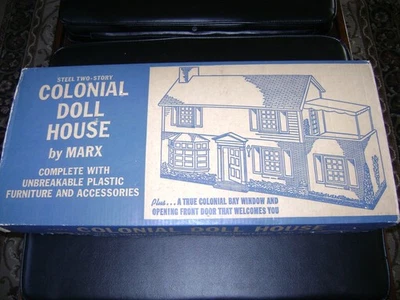 STEEL TWO-STORY
COLONIAL
DOLL
HOUSE
by MARX
COMPLETE WITH
UNBREAKABLE PLASTIC
FURNITURE AND ACCESSORIES
Plus...A TRUE COLONIAL BAY WINDOW AND
OPENING FRONT DOOR THAT WELCOMES YOU
COLONIAL DOLL HOUSE